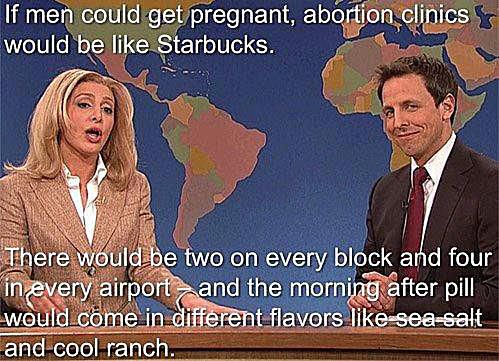 If men could get pregnant, abortion clinics
would be like Starbucks.
There would be two on every block and four
in every airport – and the morning after pill
would come in different flavors like sea salt
and cool ranch.